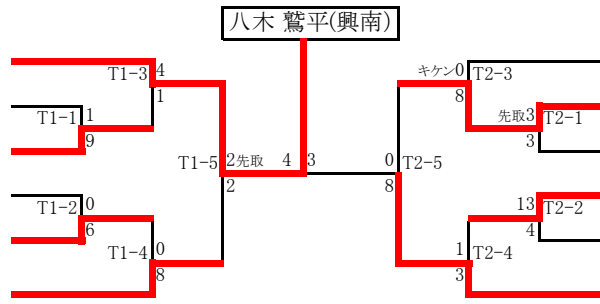 八木 鷲平(興南)
T1-3 4
1
T1-1 1
9
T1-5 2先取 4
2
T1-2 0
6
T1-4 0
8
キケン0 T2-3
8
先取3 T2-1
3
3 0 T2-5
8
13 T2-2
4
1 T2-4
3